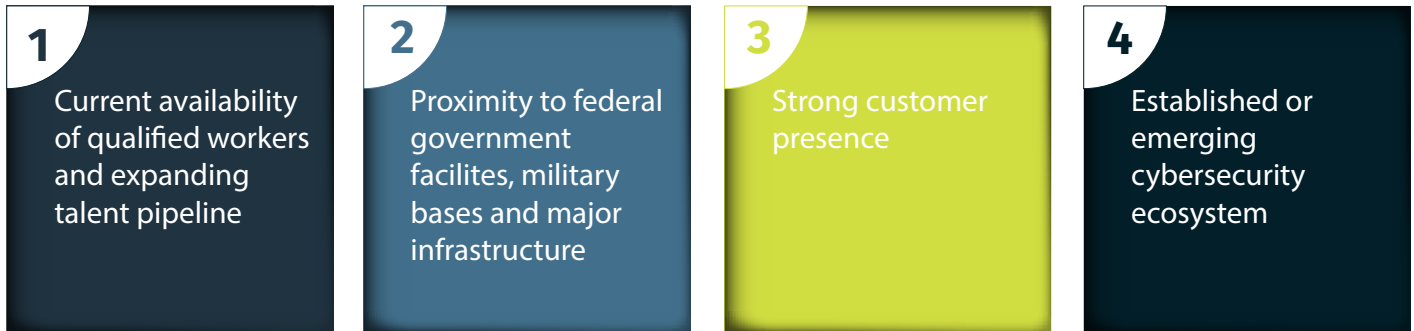 1
Current availability
of qualified workers
and expanding
talent pipeline
2
Proximity to federal
government
facilites, military
bases and major
infrastructure
3
Strong customer
presence
4
Established or
emerging
cybersecurity
ecosystem